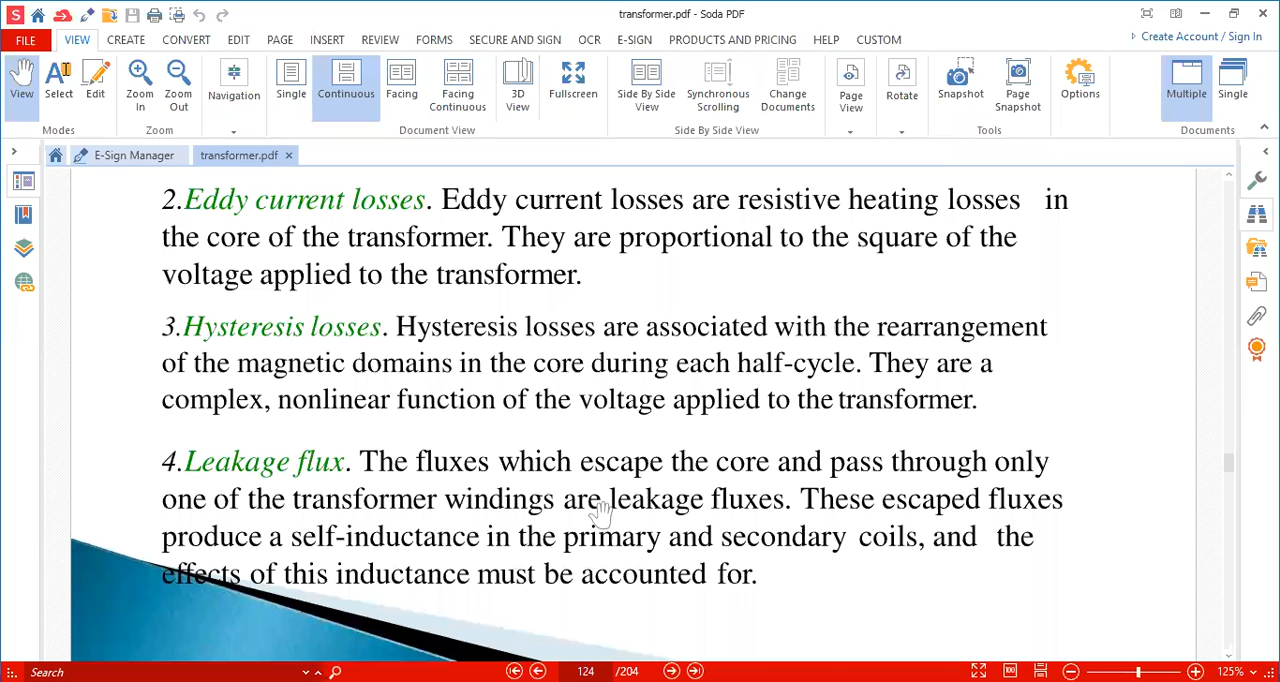 transformer.pdf - Soda PDF
FILE VIEW CREATE CONVERT EDIT PAGE INSERT REVIEW FORMS SECURE AND SIGN OCR E-SIGN PRODUCTS AND PRICING HELP CUSTOM Create Account / Sign In
View Select Edit Zoom In Zoom Out Navigation Single Continuous Facing Facing Continuous 3D View Fullscreen Side By Side View Synchronous Scrolling Change Documents Page View Rotate Snapshot Page Snapshot Options Multiple Single
Modes Zoom Document View Side By Side View Tools Documents
E-Sign Manager transformer.pdf
2.Eddy current losses. Eddy current losses are resistive heating losses in
the core of the transformer. They are proportional to the square of the
voltage applied to the transformer.
3.Hysteresis losses. Hysteresis losses are associated with the rearrangement
of the magnetic domains in the core during each half-cycle. They are a
complex, nonlinear function of the voltage applied to the transformer.
4.Leakage flux. The fluxes which escape the core and pass through only
one of the transformer windings are leakage fluxes. These escaped fluxes
produce a self-inductance in the primary and secondary coils, and the
effects of this inductance must be accounted for.
Search 124 /204 125%